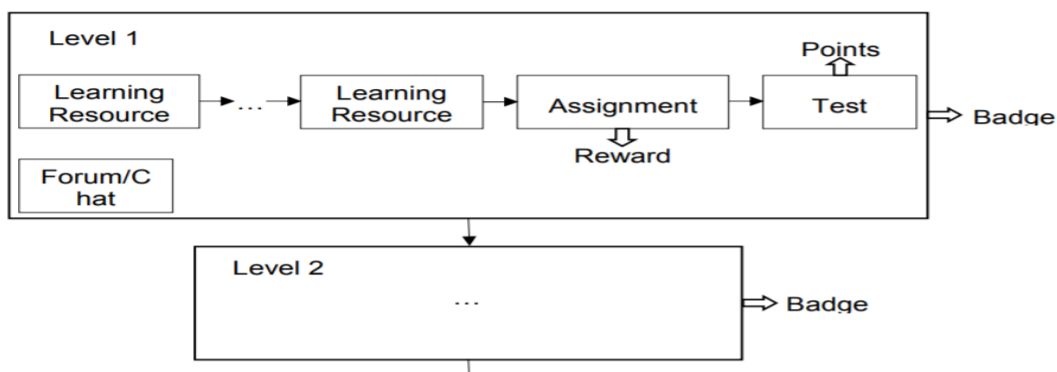 Level 1
Points
Learning
Resource
...
Learning
Resource
Assignment
Test
Badge
Reward
Forum/C
hat
Level 2
...
Badge